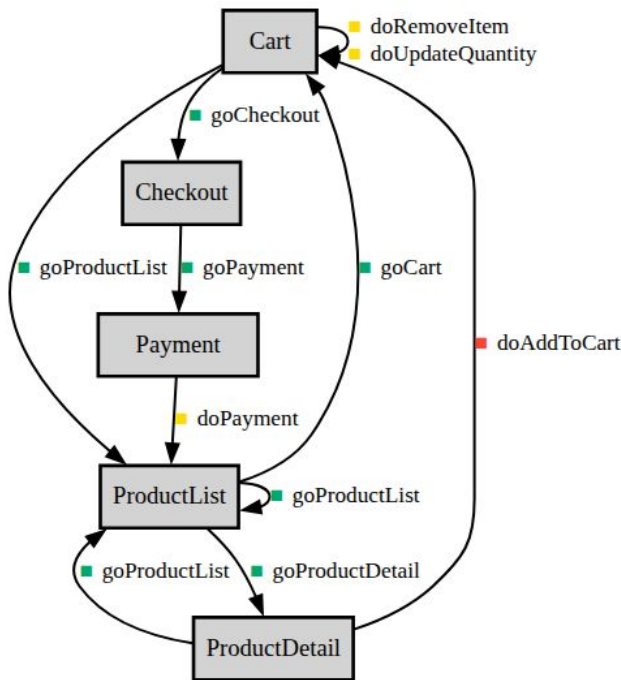 Cart
doRemoveItem
doUpdateQuantity
goCheckout
Checkout
goProductList
goPayment
goCart
Payment
doAddToCart
doPayment
ProductList
goProductList
goProductList
goProductDetail
ProductDetail